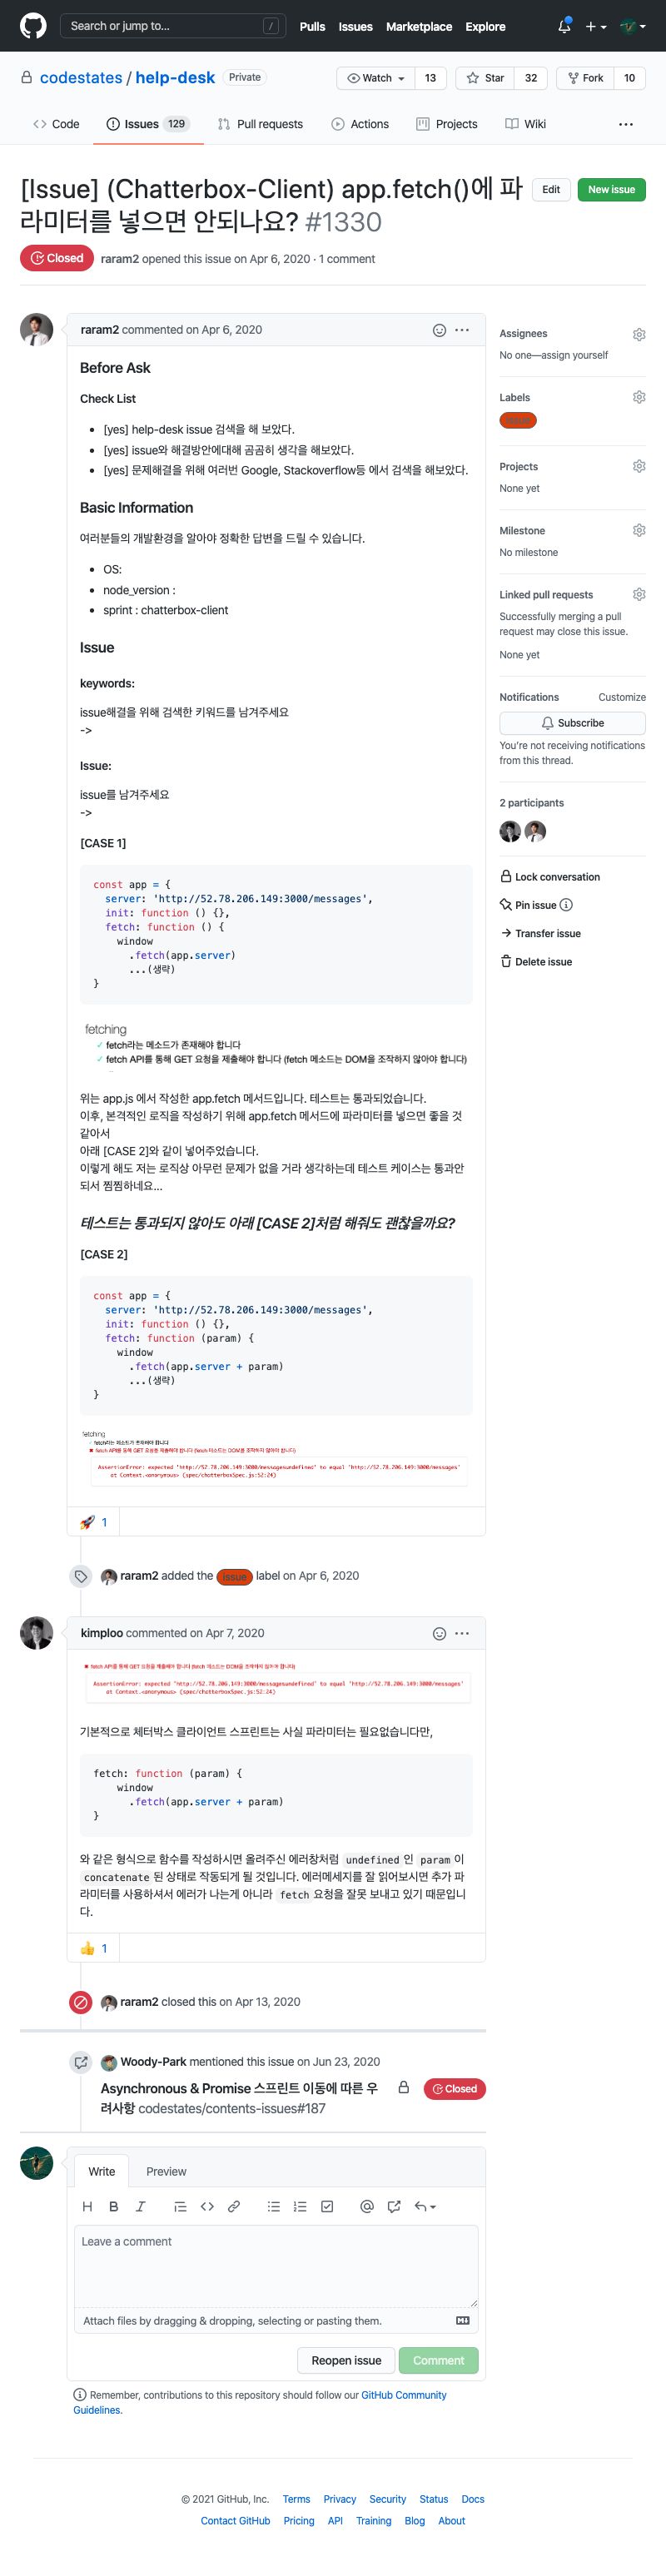 Search or jump to...
/
Pulls Issues Marketplace Explore
codestates / help-desk Private
Watch 13
Star 32
Fork 10
Code
Issues 129
Pull requests
Actions
Projects
Wiki
[Issue] (Chatterbox-Client) app.fetch()에 파
라미터를 넣으면 안되나요? #1330
Edit
New issue
Closed
raram2 opened this issue on Apr 6, 2020 · 1 comment
raram2 commented on Apr 6, 2020
Before Ask
Check List
[yes] help-desk issue 검색을 해 보았다.
[yes] issue와 해결방안에대해 곰곰히 생각을 해보았다.
[yes] 문제해결을 위해 여러번 Google, Stackoverflow등 에서 검색을 해보았다.
Basic Information
여러분들의 개발환경을 알아야 정확한 답변을 드릴 수 있습니다.
OS:
node_version :
sprint : chatterbox-client
Issue
keywords:
issue해결을 위해 검색한 키워드를 남겨주세요
->
Issue:
issue를 남겨주세요
->
[CASE 1]
const app = {
server: 'http://52.78.206.149:3000/messages',
init: function () {},
fetch: function () {
window
.fetch(app.server)
...(생략)
}
fetching
✓ fetch라는 메소드가 존재해야 합니다
✓ fetch API를 통해 GET 요청을 제출해야 합니다 (fetch 메소드는 DOM을 조작하지 않아야 합니다)
위는 app.js 에서 작성한 app.fetch 메서드입니다. 테스트는 통과되었습니다.
이후, 본격적인 로직을 작성하기 위해 app.fetch 메서드에 파라미터를 넣으면 좋을 것
같아서
아래 [CASE 2]와 같이 넣어주었습니다.
이렇게 해도 저는 로직상 아무런 문제가 없을 거라 생각하는데 테스트 케이스는 통과안
되서 찜찜하네요...
테스트는 통과되지 않아도 아래 [CASE 2]처럼 해줘도 괜찮을까요?
[CASE 2]
const app = {
server: 'http://52.78.206.149:3000/messages',
init: function () {},
fetch: function (param) {
window
.fetch(app.server + param)
...(생략)
}
fetching
fetch라는 메소드가 존재해야 합니다
fetch API를 통해 GET 요청을 제출해야 합니다 (fetch 메소드는 DOM을 조작하지 않아야 합니다)
AssertionError: expected 'http://52.78.206.149:3000/messagesundefined' to equal 'http://52.78.206.149:3000/messages'
at Context.<anonymous> (spec/chatterboxSpec.js:52:24)
🚀 1
raram2 added the issue label on Apr 6, 2020
kimploo commented on Apr 7, 2020
fetch API를 통해 GET 요청을 제출해야 합니다 (fetch 메소드는 DOM을 조작하지 않아야 합니다)
AssertionError: expected 'http://52.78.206.149:3000/messagesundefined' to equal 'http://52.78.206.149:3000/messages'
at Context.<anonymous> (spec/chatterboxSpec.js:52:24)
기본적으로 체터박스 클라이언트 스프린트는 사실 파라미터는 필요없습니다만,
fetch: function (param) {
window
.fetch(app.server + param)
}
와 같은 형식으로 함수를 작성하시면 올려주신 에러창처럼 undefined 인 param 이
concatenate 된 상태로 작동되게 될 것입니다. 에러메세지를 잘 읽어보시면 추가 파
라미터를 사용하셔서 에러가 나는게 아니라 fetch 요청을 잘못 보내고 있기 때문입니
다.
👍 1
raram2 closed this on Apr 13, 2020
Woody-Park mentioned this issue on Jun 23, 2020
Asynchronous & Promise 스프린트 이동에 따른 우
려사항 codestates/contents-issues#187
Closed
Write
Preview
Leave a comment
Attach files by dragging & dropping, selecting or pasting them.
Reopen issue
Comment
Remember, contributions to this repository should follow our GitHub Community
Guidelines.
Assignees
No one—assign yourself
Labels
issue
Projects
None yet
Milestone
No milestone
Linked pull requests
Successfully merging a pull
request may close this issue.
None yet
Notifications
Customize
Subscribe
You're not receiving notifications
from this thread.
2 participants
Lock conversation
Pin issue
Transfer issue
Delete issue
© 2021 GitHub, Inc. Terms Privacy Security Status Docs
Contact GitHub Pricing API Training Blog About